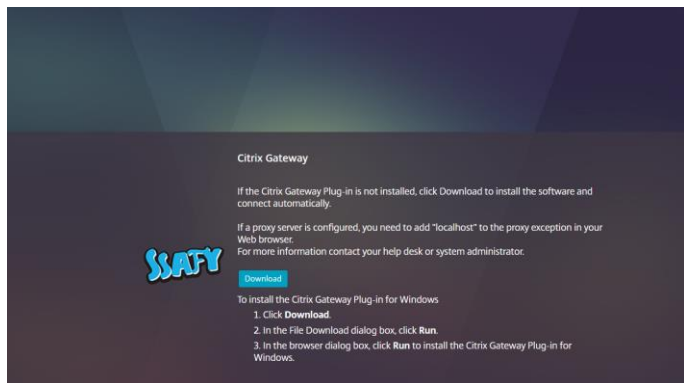 Citrix Gateway
If the Citrix Gateway Plug-in is not installed, click Download to install the software and
connect automatically.
If a proxy server is configured, you need to add "localhost" to the proxy exception in your
Web browser.
For more information contact your help desk or system administrator.
SSAFY
Download
To install the Citrix Gateway Plug-in for Windows
1. Click Download.
2. In the File Download dialog box, click Run.
3. In the browser dialog box, click Run to install the Citrix Gateway Plug-in for
Windows.